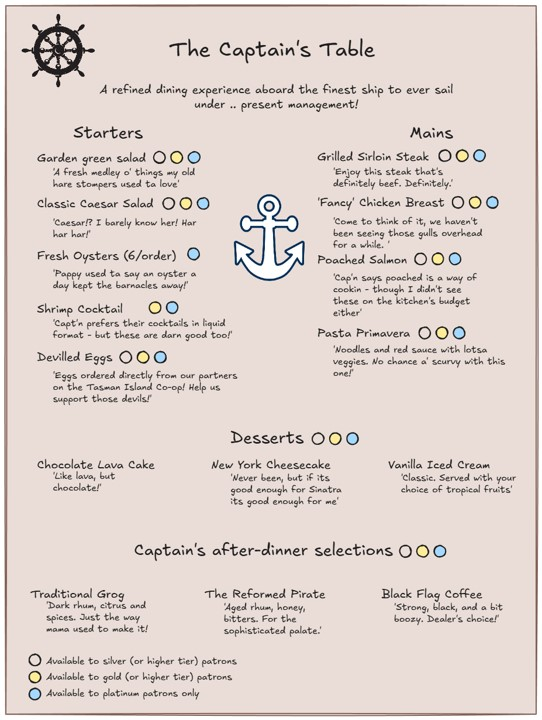 The Captain's Table
A refined dining experience aboard the finest ship to ever sail
under .. present management!
Starters
Garden green salad
'A fresh medley o' things my old
hare stompers used ta love'
Classic Caesar Salad
'Caesar!? I barely know her! Har
har har!'
Fresh Oysters (6/order)
'Pappy used ta say an oyster a
day kept the barnacles away!'
Shrimp Cocktail
'Capt'n prefers their cocktails in liquid
format - but these are darn good too!'
Devilled Eggs
'Eggs ordered directly from our partners
on the Tasman Island Co-op! Help us
support those devils!'
Mains
Grilled Sirloin Steak
'Enjoy this steak that's
definitely beef. Definitely.'
'Fancy' Chicken Breast
'Come to think of it, we haven't
been seeing those gulls overhead
for a while. '
Poached Salmon
'Cap'n says poached is a way of
cookin - though I didn't see
these on the kitchen's budget
either'
Pasta Primavera
'Noodles and red sauce with lotsa
veggies. No chance a' scurvy with this
one!'
Desserts
Chocolate Lava Cake
'Like lava, but
chocolate!'
New York Cheesecake
'Never been, but if its
good enough for Sinatra
its good enough for me'
Vanilla Iced Cream
'Classic. Served with your
choice of tropical fruits'
Captain's after-dinner selections
Traditional Grog
'Dark rhum, citrus and
spices. Just the way
mama used to make it!
The Reformed Pirate
'Aged rhum, honey,
bitters. For the
sophisticated palate.'
Black Flag Coffee
'Strong, black, and a bit
boozy. Dealer's choice!'
Available to silver (or higher tier) patrons
Available to gold (or higher tier) patrons
Available to platinum patrons only